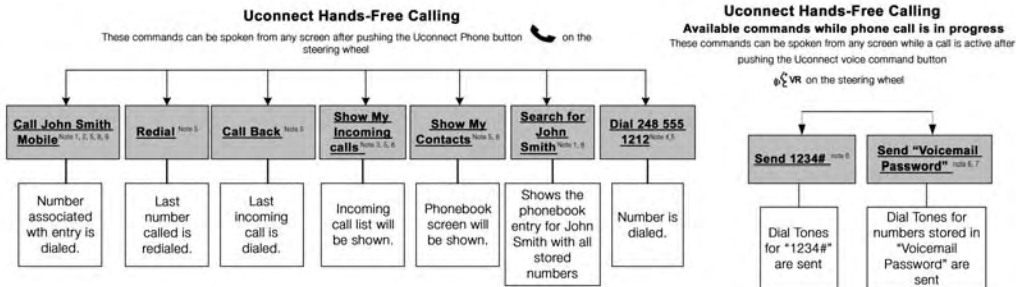 Uconnect Hands-Free Calling
These commands can be spoken from any screen after pushing the Uconnect Phone button on the
steering wheel
Call John Smith
Mobile Note 1, 2, 5, 8, 9
Redial Note 5
Call Back Note 5
Show My
Incoming
calls Note 3, 5, 8
Show My
Contacts Note 5, 8
Search for
John
Smith Note 1, 8
Dial 248 555
1212 Note 4,5
Number
associated
wth entry is
dialed.
Last
number
called is
redialed.
Last
incoming
call is
dialed.
Incoming
call list will
be shown.
Phonebook
screen will
be shown.
Shows the
phonebook
entry for John
Smith with all
stored
numbers
Number is
dialed.
Uconnect Hands-Free Calling
Available commands while phone call is in progress
These commands can be spoken from any screen while a call is active after
pushing the Uconnect voice command button
VR on the steering wheel
Send 1234# note 6
Send "Voicemail
Password" note 6, 7
Dial Tones
for "1234#"
are sent
Dial Tones for
numbers stored in
"Voicemail
Password" are
sent